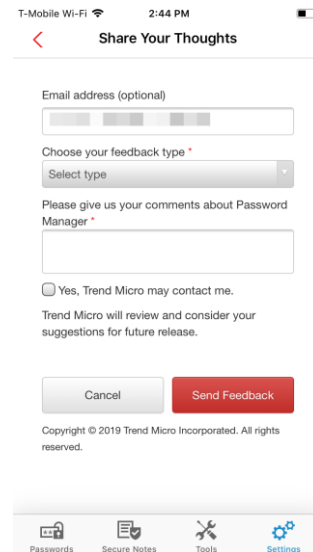 T-Mobile Wi-Fi 2:44 PM
Share Your Thoughts
Email address (optional)
Choose your feedback type *
Select type
Please give us your comments about Password
Manager *
Yes, Trend Micro may contact me.
Trend Micro will review and consider your
suggestions for future release.
Cancel Send Feedback
Copyright © 2019 Trend Micro Incorporated. All rights
reserved.
Passwords Secure Notes Tools Settings